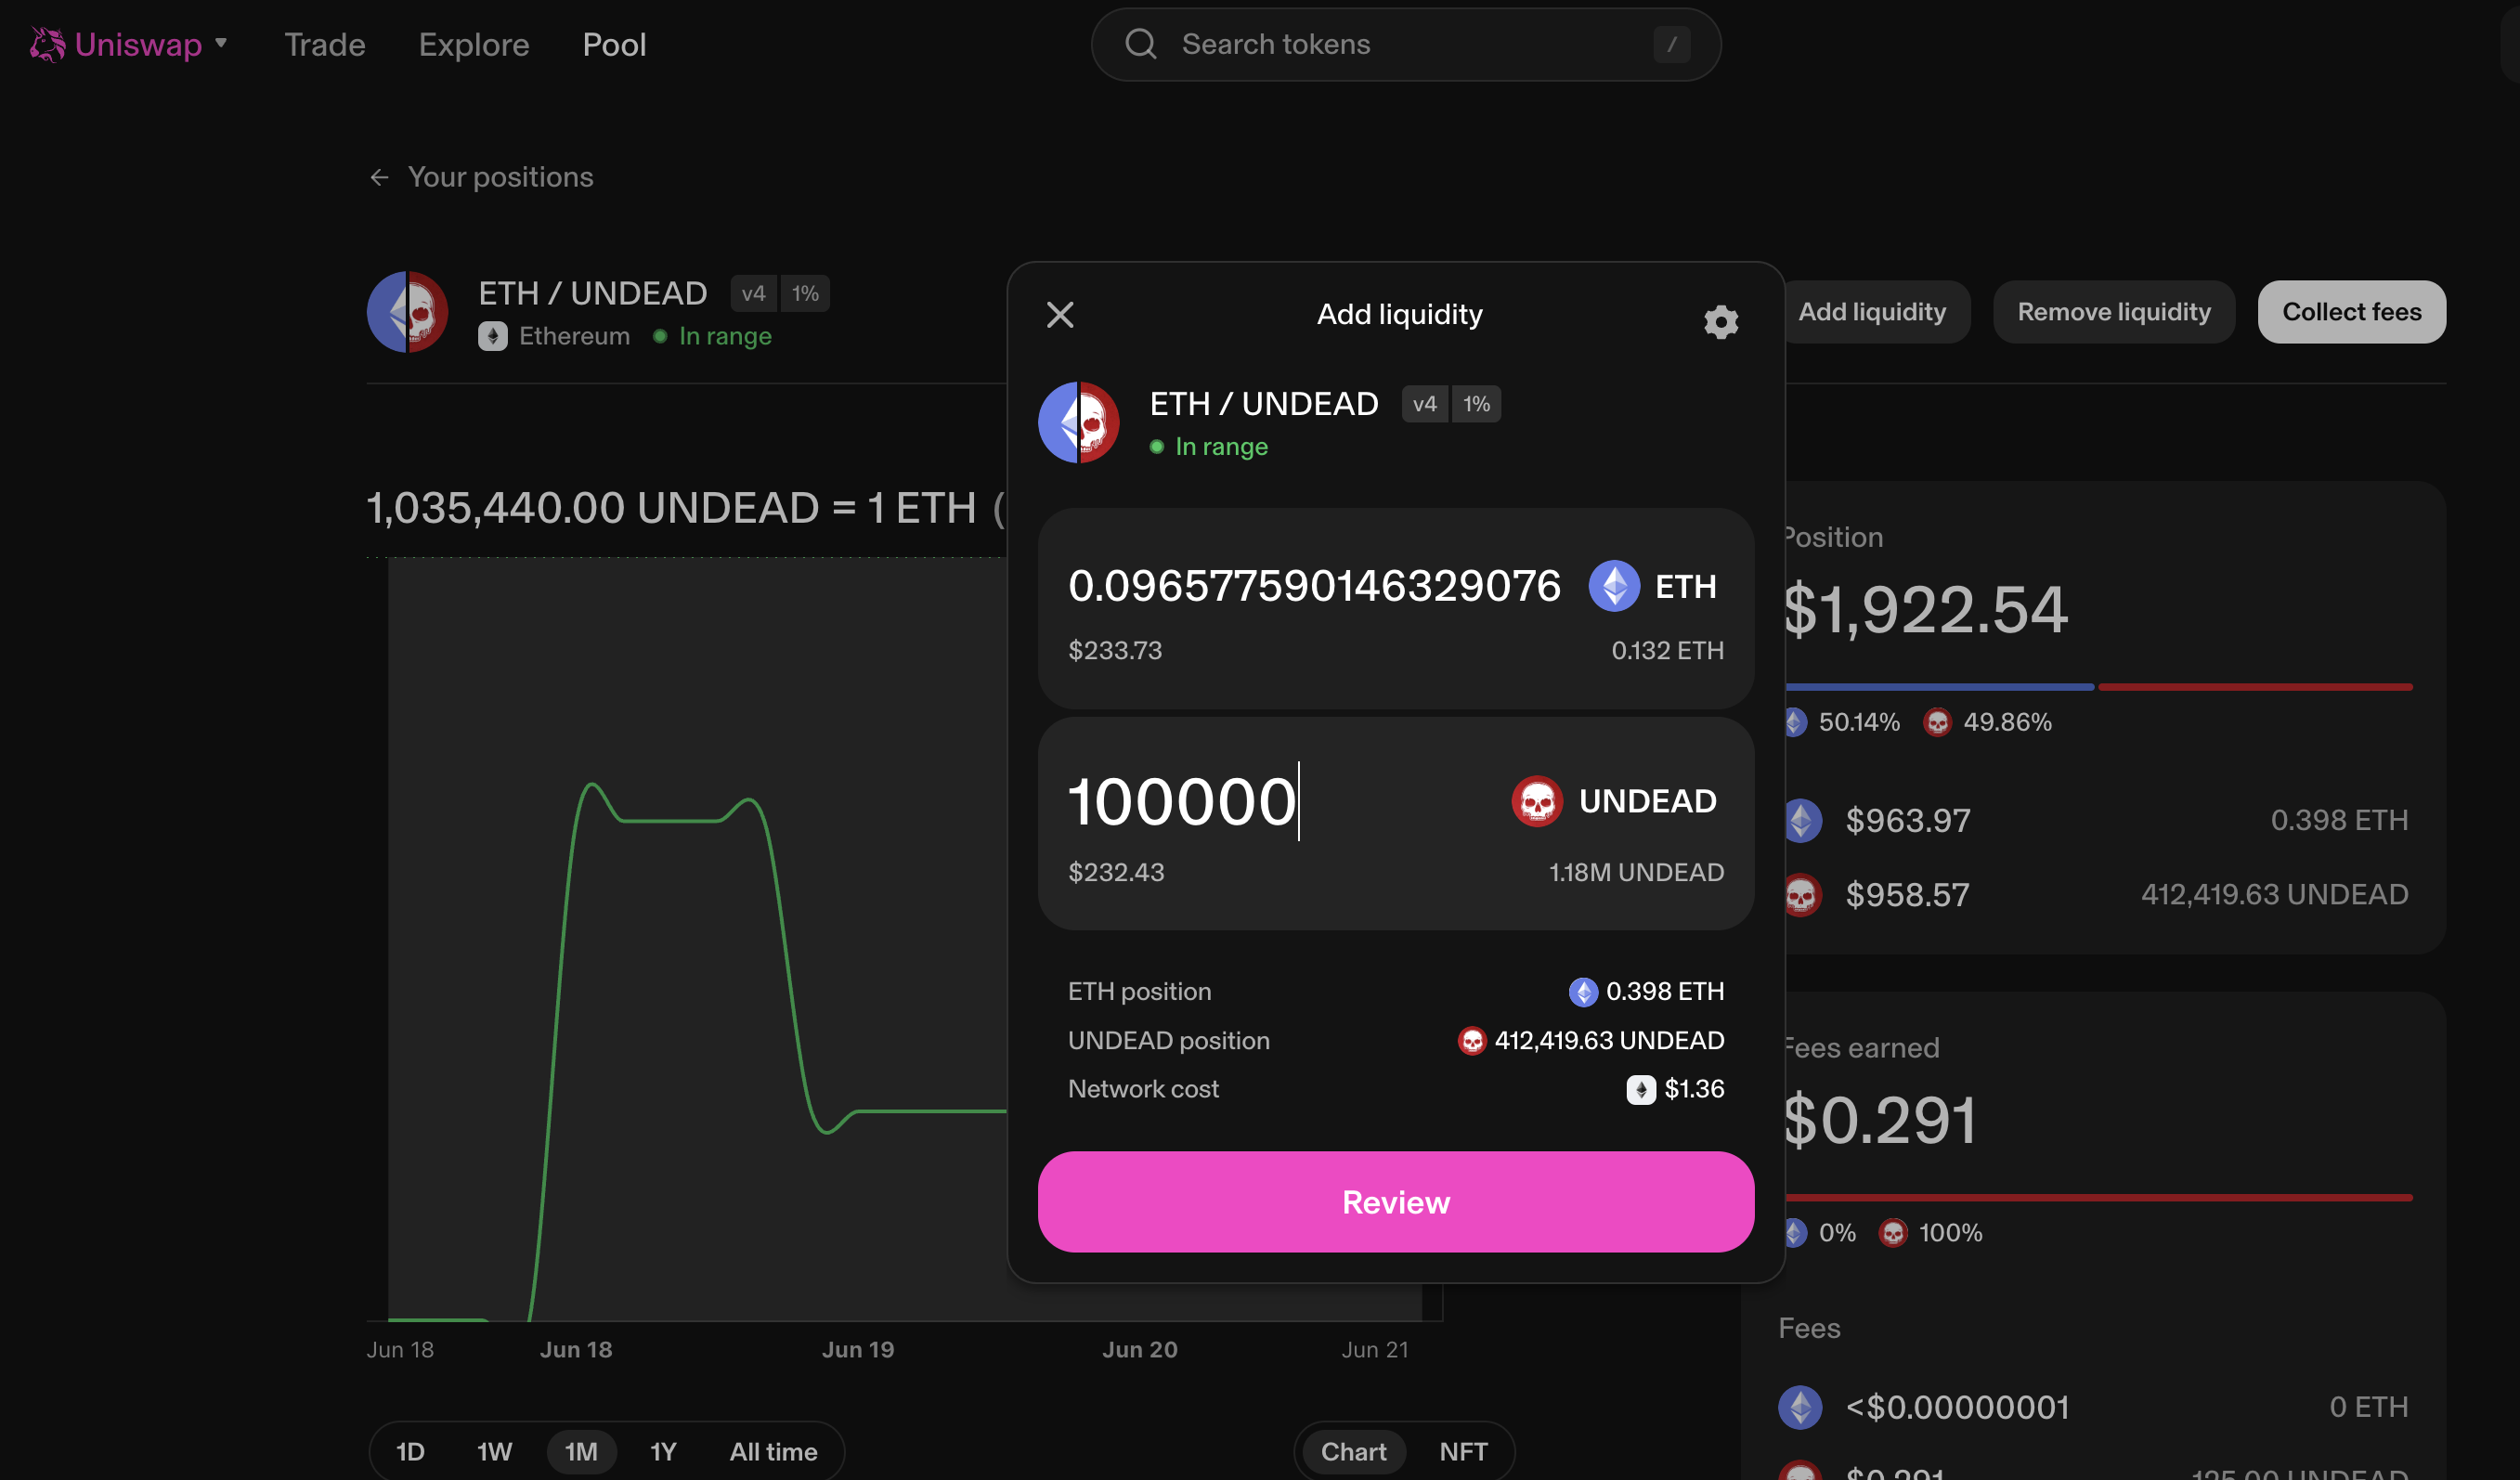 Uniswap Trade Explore Pool Search tokens /
Your positions
ETH / UNDEAD v4 1%
Ethereum In range
Add liquidity Remove liquidity Collect fees
1,035,440.00 UNDEAD = 1 ETH (
Add liquidity
ETH / UNDEAD v4 1%
In range
0.096577590146329076 ETH
$233.73 0.132 ETH
100000 UNDEAD
$232.43 1.18M UNDEAD
ETH position 0.398 ETH
UNDEAD position 412,419.63 UNDEAD
Network cost $1.36
Review
Position
$1,922.54
50.14% 49.86%
$963.97 0.398 ETH
$958.57 412,419.63 UNDEAD
Fees earned
$0.291
0% 100%
Fees
<$0.00000001 0 ETH
$0.291 125.00 UNDEAD
Jun 18 Jun 18 Jun 19 Jun 20 Jun 21
1D 1W 1M 1Y All time Chart NFT